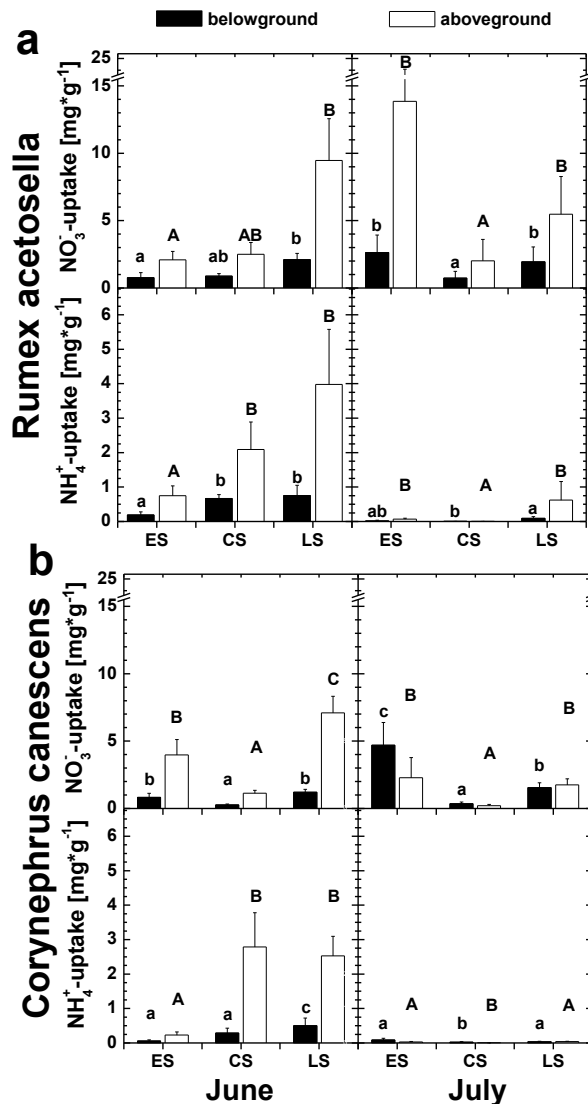 belowground aboveground
a
Rumex acetosella
NO3--uptake [mg*g-1]
25
15
10
5
0
a A ab AB b B
b B a A b B
NH4+-uptake [mg*g-1]
6
5
4
3
2
1
0
a A b B b B
ab B b A a B
ES CS LS ES CS LS
b
Corynephrus canescens
NO3--uptake [mg*g-1]
25
15
10
5
0
b B a A b C
c B a A b B
NH4+-uptake [mg*g-1]
6
5
4
3
2
1
0
a A a B c B
a A b B a A
ES CS LS ES CS LS
June July